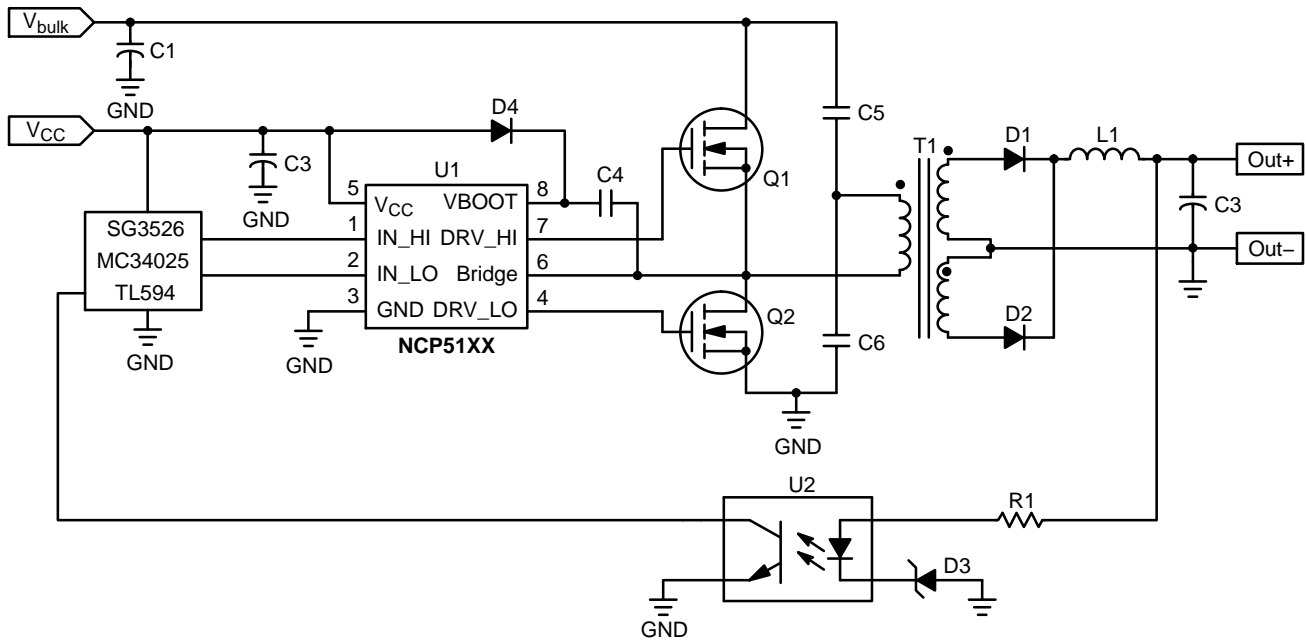 Vbulk
C1
GND
VCC
D4
C3
GND
U1
C4
Q1
C5
T1
D1
L1
Out+
C3
Out−
SG3526
MC34025
TL594
GND
5
VCC
VBOOT
8
1
IN_HI
DRV_HI
7
2
IN_LO
Bridge
6
3
GND
DRV_LO
4
NCP51XX
GND
Q2
C6
D2
GND
U2
R1
D3
GND